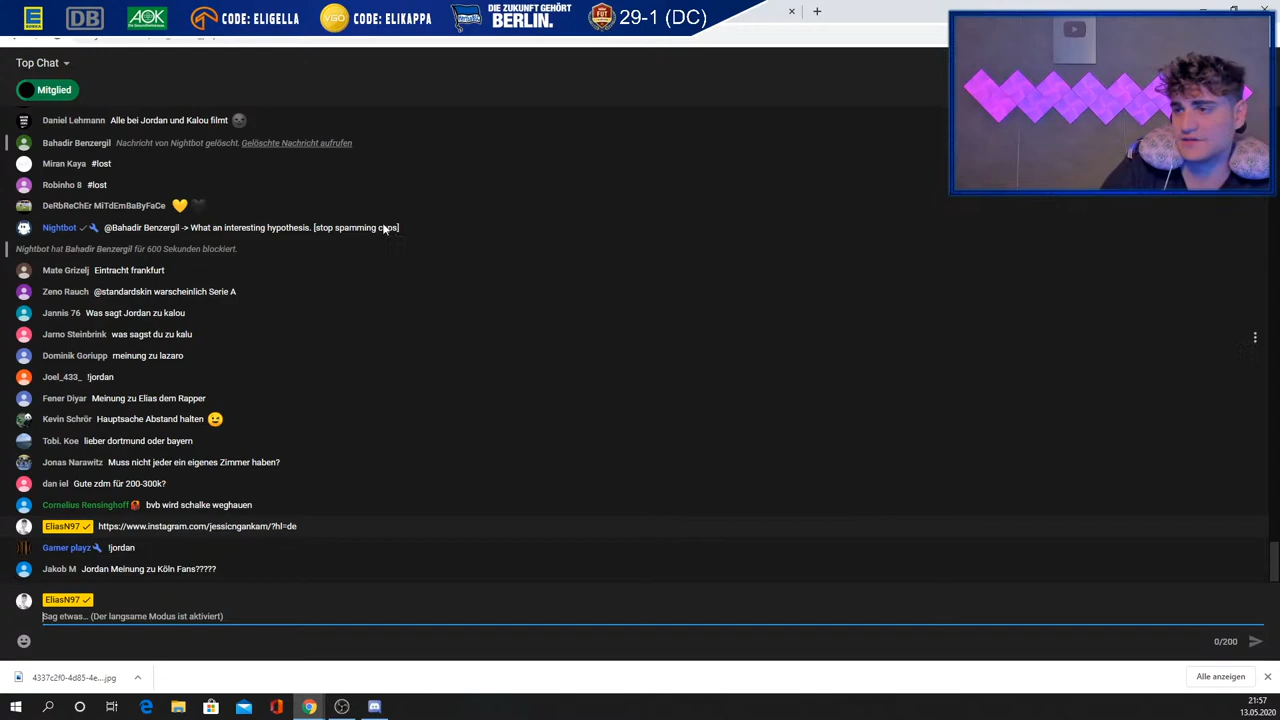 E
EDEKA
DB
AOK
Die Gesundheitskasse.
CODE: ELIGELLA
VGO
CODE: ELIKAPPA
DIE ZUKUNFT GEHÖRT
BERLIN.
FUT
29-1 (DC)
Top Chat
Mitglied
Daniel Lehmann Alle bei Jordan und Kalou filmt
Bahadir Benzergil Nachricht von Nightbot gelöscht. Gelöschte Nachricht aufrufen
Miran Kaya #lost
Robinho 8 #lost
DeRbReChEr MiTdEmBaByFaCe 💛🖤
Nightbot @Bahadir Benzergil -> What an interesting hypothesis. [stop spamming caps]
Nightbot hat Bahadir Benzergil für 600 Sekunden blockiert.
Mate Grizelj Eintracht frankfurt
Zeno Rauch @standardskin warscheinlich Serie A
Jannis 76 Was sagt Jordan zu kalou
Jarno Steinbrink was sagst du zu kalu
Dominik Goriupp meinung zu lazaro
Joel_433_ !jordan
Fener Diyar Meinung zu Elias dem Rapper
Kevin Schrör Hauptsache Abstand halten 😉
Tobi. Koe lieber dortmund oder bayern
Jonas Narawitz Muss nicht jeder ein eigenes Zimmer haben?
dan iel Gute zdm für 200-300k?
Cornelius Rensinghoff bvb wird schalke weghauen
EliasN97 https://www.instagram.com/jessicngankam/?hl=de
Gamer playz !jordan
Jakob M Jordan Meinung zu Köln Fans?????
EliasN97
Sag etwas... (Der langsame Modus ist aktiviert)
0/200
4337c2f0-4d85-4e....jpg
Alle anzeigen
21:57
13.05.2020